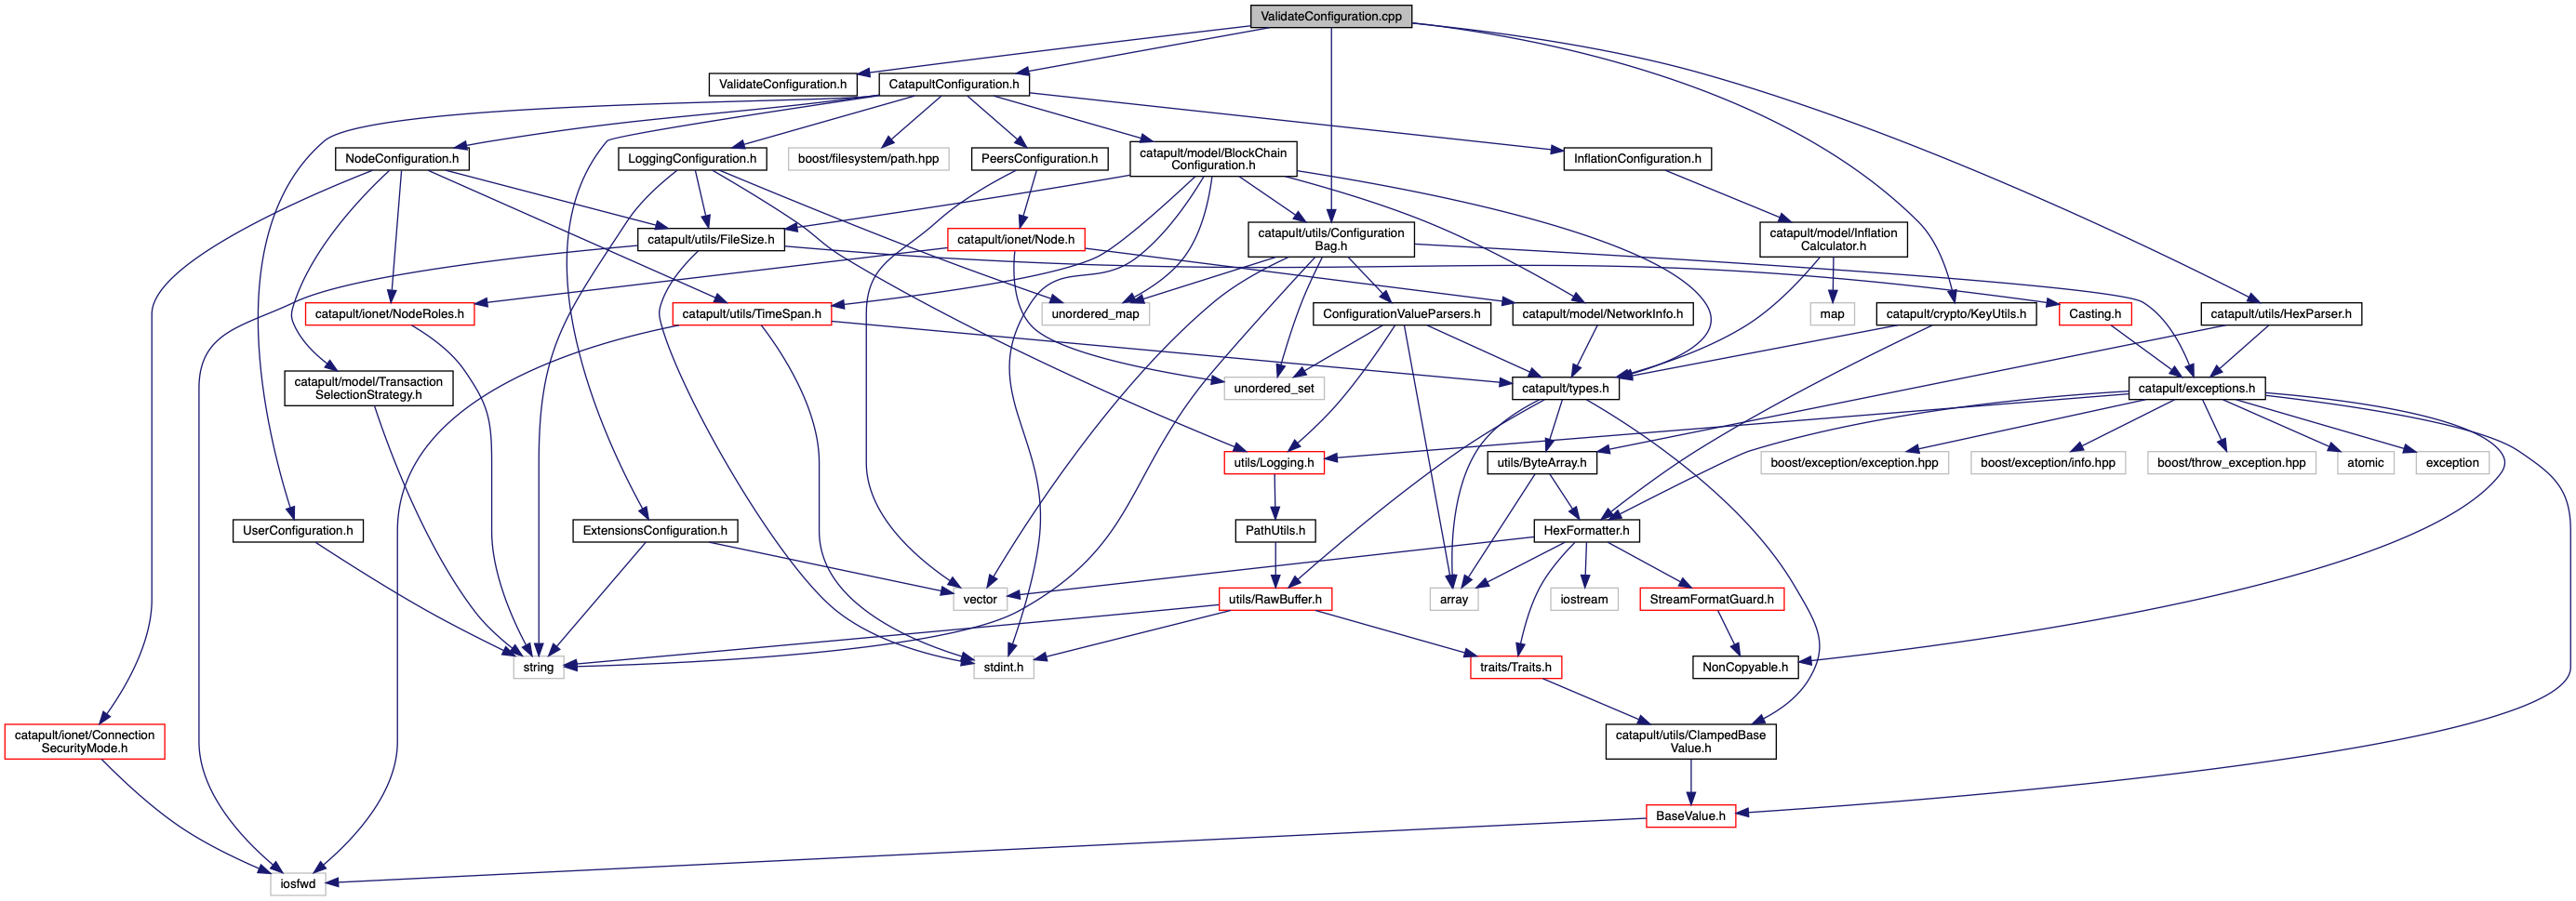 ValidateConfiguration.cpp
ValidateConfiguration.h
CatapultConfiguration.h
NodeConfiguration.h
LoggingConfiguration.h
boost/filesystem/path.hpp
PeersConfiguration.h
catapult/model/BlockChain
Configuration.h
InflationConfiguration.h
catapult/utils/FileSize.h
catapult/ionet/Node.h
catapult/utils/Configuration
Bag.h
catapult/model/Inflation
Calculator.h
catapult/ionet/NodeRoles.h
catapult/utils/TimeSpan.h
unordered_map
ConfigurationValueParsers.h
catapult/model/NetworkInfo.h
map
catapult/crypto/KeyUtils.h
Casting.h
catapult/utils/HexParser.h
catapult/model/Transaction
SelectionStrategy.h
unordered_set
catapult/types.h
catapult/exceptions.h
utils/Logging.h
utils/ByteArray.h
boost/exception/exception.hpp
boost/exception/info.hpp
boost/throw_exception.hpp
atomic
exception
UserConfiguration.h
ExtensionsConfiguration.h
PathUtils.h
HexFormatter.h
vector
utils/RawBuffer.h
array
iostream
StreamFormatGuard.h
string
stdint.h
traits/Traits.h
NonCopyable.h
catapult/ionet/Connection
SecurityMode.h
catapult/utils/ClampedBase
Value.h
BaseValue.h
iosfwd